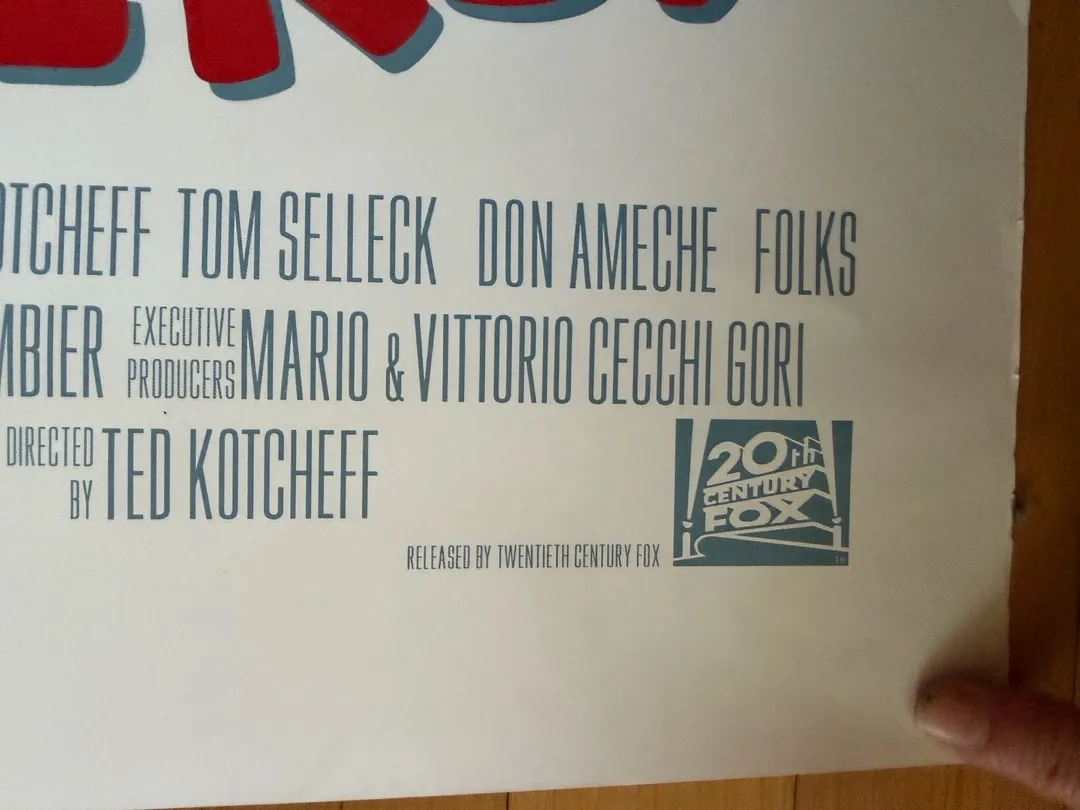 OTCHEFF TOM SELLECK DON AMECHE FOLKS
MBIER EXECUTIVE PRODUCERS MARIO & VITTORIO CECCHI GORI
DIRECTED BY TED KOTCHEFF
RELEASED BY TWENTIETH CENTURY FOX
20th
CENTURY
FOX
TM